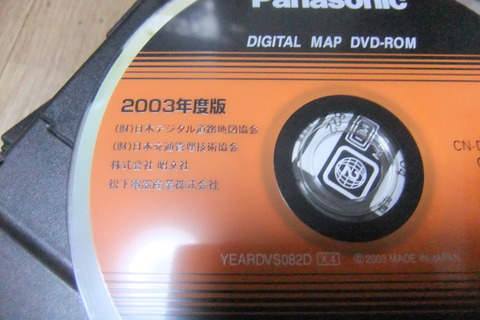 Panasonic
DIGITAL MAP DVD-ROM
2003年度版
(財)日本デジタル道路地図協会
(財)日本交通管理技術協会
株式会社 昭文社
松下電器産業株式会社
CN-D
YEARDVS082D X4
©2003 MADE IN JAPAN